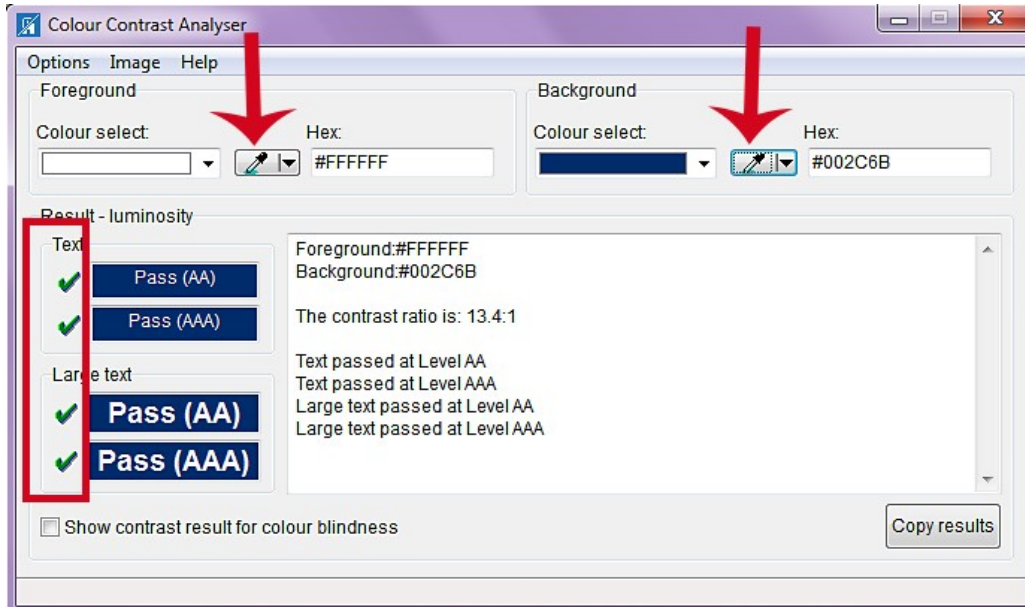 Colour Contrast Analyser
Options Image Help
Foreground
Colour select: Hex:
#FFFFFF
Background
Colour select: Hex:
#002C6B
Result - luminosity
Text
Pass (AA)
Pass (AAA)
Large text
Pass (AA)
Pass (AAA)
Foreground:#FFFFFF
Background:#002C6B
The contrast ratio is: 13.4:1
Text passed at Level AA
Text passed at Level AAA
Large text passed at Level AA
Large text passed at Level AAA
Show contrast result for colour blindness
Copy results